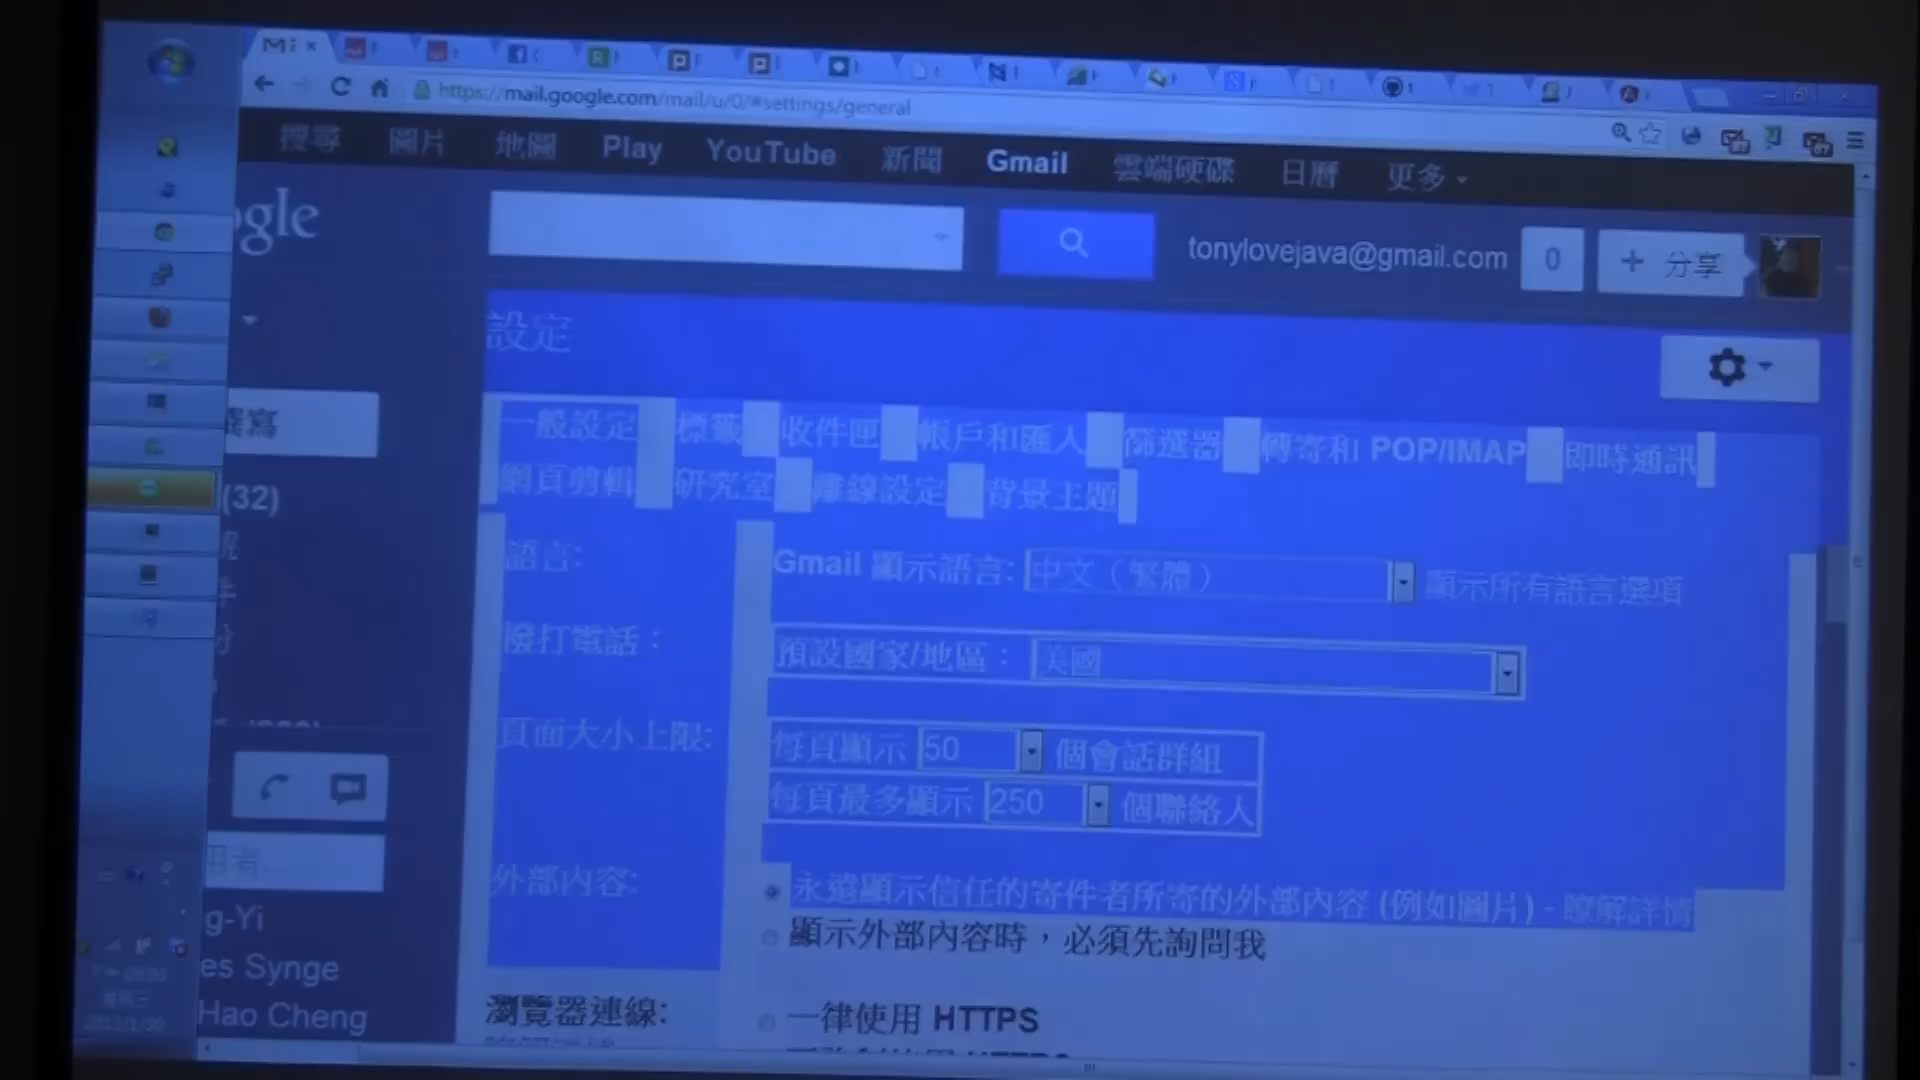 https://mail.google.com/mail/u/0/#settings/general
搜尋 圖片 地圖 Play YouTube 新聞 Gmail 雲端硬碟 日曆 更多
ogle
tonylovejava@gmail.com 0 + 分享
設定
撰寫
一般設定 標籤 收件匣 帳戶和匯入 篩選器 轉寄和 POP/IMAP 即時通訊
網頁剪輯 研究室 離線設定 背景主題
(32)
語言: Gmail 顯示語言: 中文（繁體） 顯示所有語言選項
撥打電話： 預設國家/地區： 美國
頁面大小上限: 每頁顯示 50 個會話群組
每頁最多顯示 250 個聯絡人
外部內容: 永遠顯示信任的寄件者所寄的外部內容 (例如圖片) - 瞭解詳情
顯示外部內容時，必須先詢問我
g-Yi
es Synge
Hao Cheng
瀏覽器連線: 一律使用 HTTPS